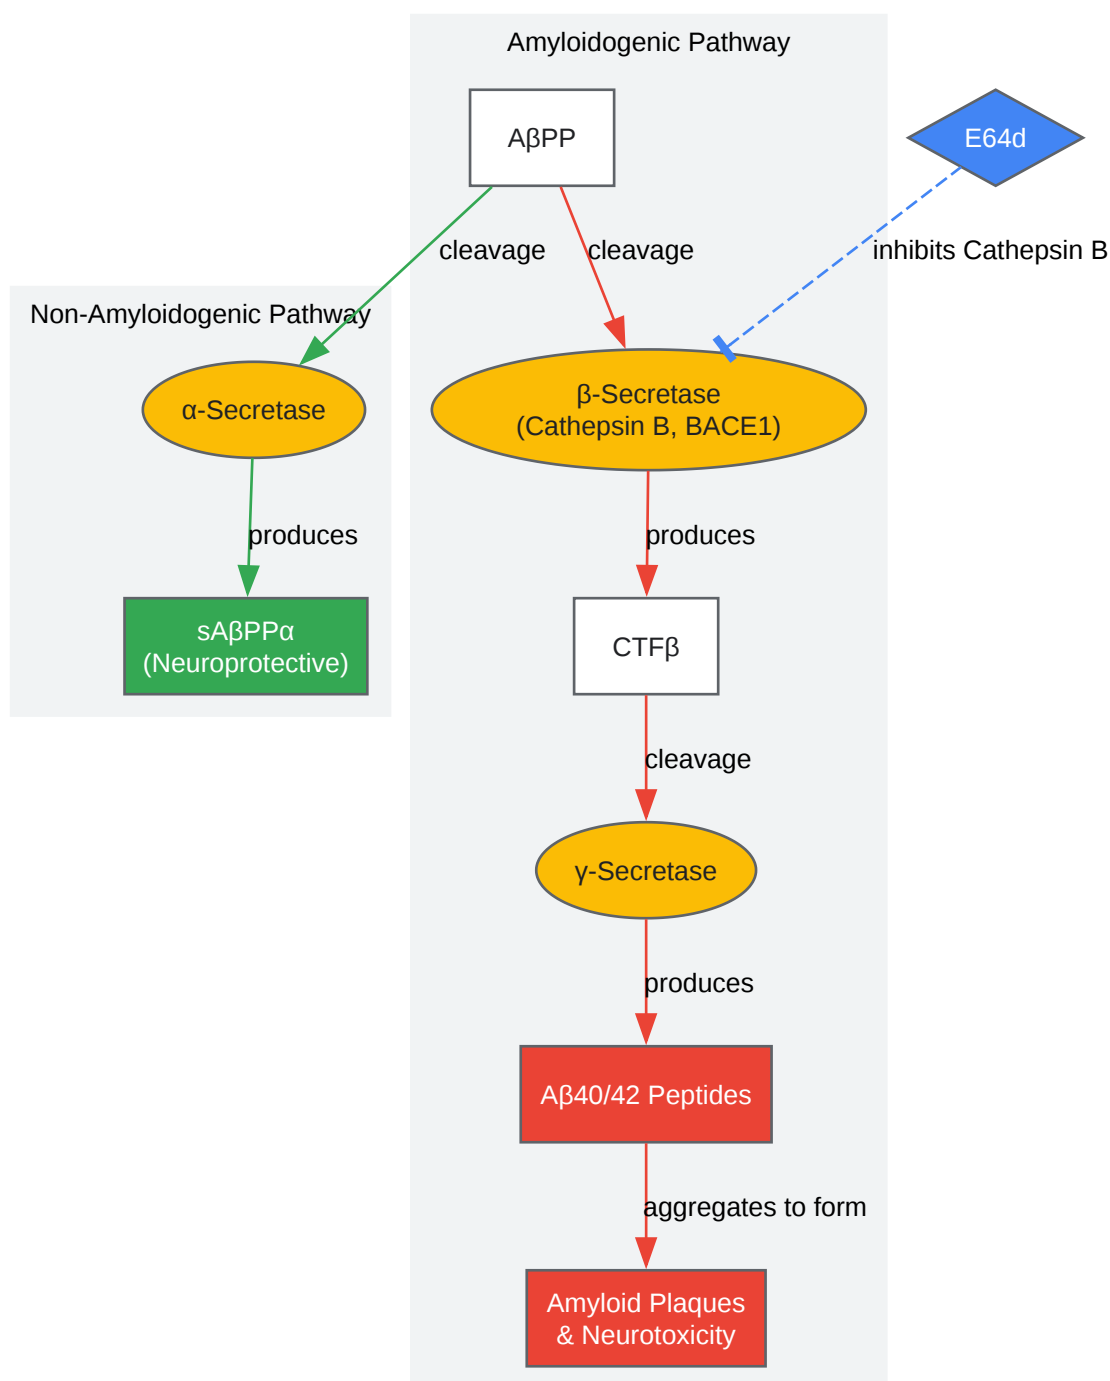 Amyloidogenic Pathway
AβPP
E64d
cleavage
cleavage
inhibits Cathepsin B
Non-Amyloidogenic Pathway
α-Secretase
β-Secretase
(Cathepsin B, BACE1)
produces
produces
sAβPPα
(Neuroprotective)
CTFβ
cleavage
γ-Secretase
produces
Aβ40/42 Peptides
aggregates to form
Amyloid Plaques
& Neurotoxicity